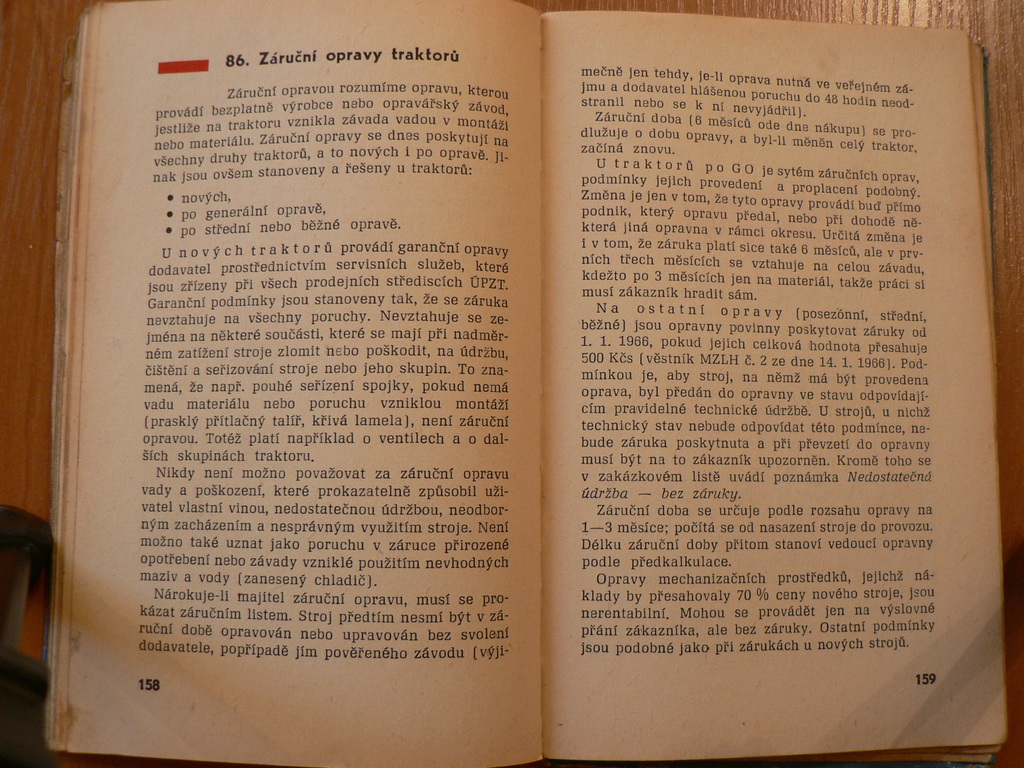 86. Záruční opravy traktorů
Záruční opravou rozumíme opravu, kterou
provádí bezplatně výrobce nebo opravářský závod,
jestliže na traktoru vznikla závada vadou v montáži
nebo materiálu. Záruční opravy se dnes poskytují na
všechny druhy traktorů, a to nových i po opravě. Ji-
nak jsou ovšem stanoveny a řešeny u traktorů:
• nových,
• po generální opravě,
• po střední nebo běžné opravě.
U nových traktorů provádí garanční opravy
dodavatel prostřednictvím servisních služeb, které
jsou zřízeny při všech prodejních střediscích ÚPZT.
Garanční podmínky jsou stanoveny tak, že se záruka
nevztahuje na všechny poruchy. Nevztahuje se ze-
jména na některé součásti, které se mají při nadměr-
ném zatížení stroje zlomit nebo poškodit, na údržbu,
čištění a seřizování stroje nebo jeho skupin. To zna-
mená, že např. pouhé seřízení spojky, pokud nemá
vadu materiálu nebo poruchu vzniklou montáží
(prasklý přítlačný talíř, křivá lamela), není záruční
opravou. Totéž platí například o ventilech a o dal-
ších skupinách traktoru.
Nikdy není možno považovat za záruční opravu
vady a poškození, které prokazatelně způsobil uži-
vatel vlastní vinou, nedostatečnou údržbou, neodbor-
ným zacházením a nesprávným využitím stroje. Není
možno také uznat jako poruchu v záruce přirozené
opotřebení nebo závady vzniklé použitím nevhodných
maziv a vody (zanesený chladič).
Nárokuje-li majitel záruční opravu, musí se pro-
kázat záručním listem. Stroj předtím nesmí být v zá-
ruční době opravován nebo upravován bez svolení
dodavatele, popřípadě jím pověřeného závodu (výji-
158
mečně jen tehdy, je-li oprava nutná ve veřejném zá-
jmu a dodavatel hlášenou poruchu do 48 hodin neod-
stranil nebo se k ní nevyjádřil).
Záruční doba (6 měsíců ode dne nákupu) se pro-
dlužuje o dobu opravy, a byl-li měněn celý traktor,
začíná znovu.
U traktorů po GO je sytém záručních oprav,
podmínky jejich provedení a proplacení podobný.
Změna je jen v tom, že tyto opravy provádí buď přímo
podnik, který opravu předal, nebo při dohodě ně-
která jiná opravna v rámci okresu. Určitá změna je
i v tom, že záruka platí sice také 6 měsíců, ale v prv-
ních třech měsících se vztahuje na celou závadu,
kdežto po 3 měsících jen na materiál, takže práci si
musí zákazník hradit sám.
Na ostatní opravy (posezónní, střední,
běžné) jsou opravny povinny poskytovat záruky od
1. 1. 1966, pokud jejich celková hodnota přesahuje
500 Kčs (věstník MZLH č. 2 ze dne 14. 1. 1966). Pod-
mínkou je, aby stroj, na němž má být provedena
oprava, byl předán do opravny ve stavu odpovídají-
cím pravidelné technické údržbě. U strojů, u nichž
technický stav nebude odpovídat této podmínce, ne-
bude záruka poskytnuta a při převzetí do opravny
musí být na to zákazník upozorněn. Kromě toho se
v zakázkovém listě uvádí poznámka Nedostatečná
údržba — bez záruky.
Záruční doba se určuje podle rozsahu opravy na
1—3 měsíce; počítá se od nasazení stroje do provozu.
Délku záruční doby přitom stanoví vedoucí opravny
podle předkalkulace.
Opravy mechanizačních prostředků, jejichž ná-
klady by přesahovaly 70 % ceny nového stroje, jsou
nerentabilní. Mohou se provádět jen na výslovné
přání zákazníka, ale bez záruky. Ostatní podmínky
jsou podobné jako při zárukách u nových strojů.
159